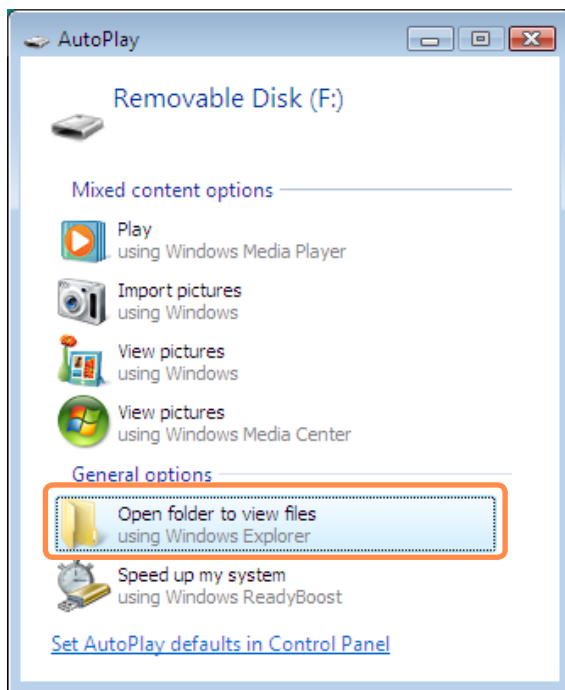 AutoPlay
Removable Disk (F:)
Mixed content options
Play
using Windows Media Player
Import pictures
using Windows
View pictures
using Windows
View pictures
using Windows Media Center
General options
Open folder to view files
using Windows Explorer
Speed up my system
using Windows ReadyBoost
Set AutoPlay defaults in Control Panel